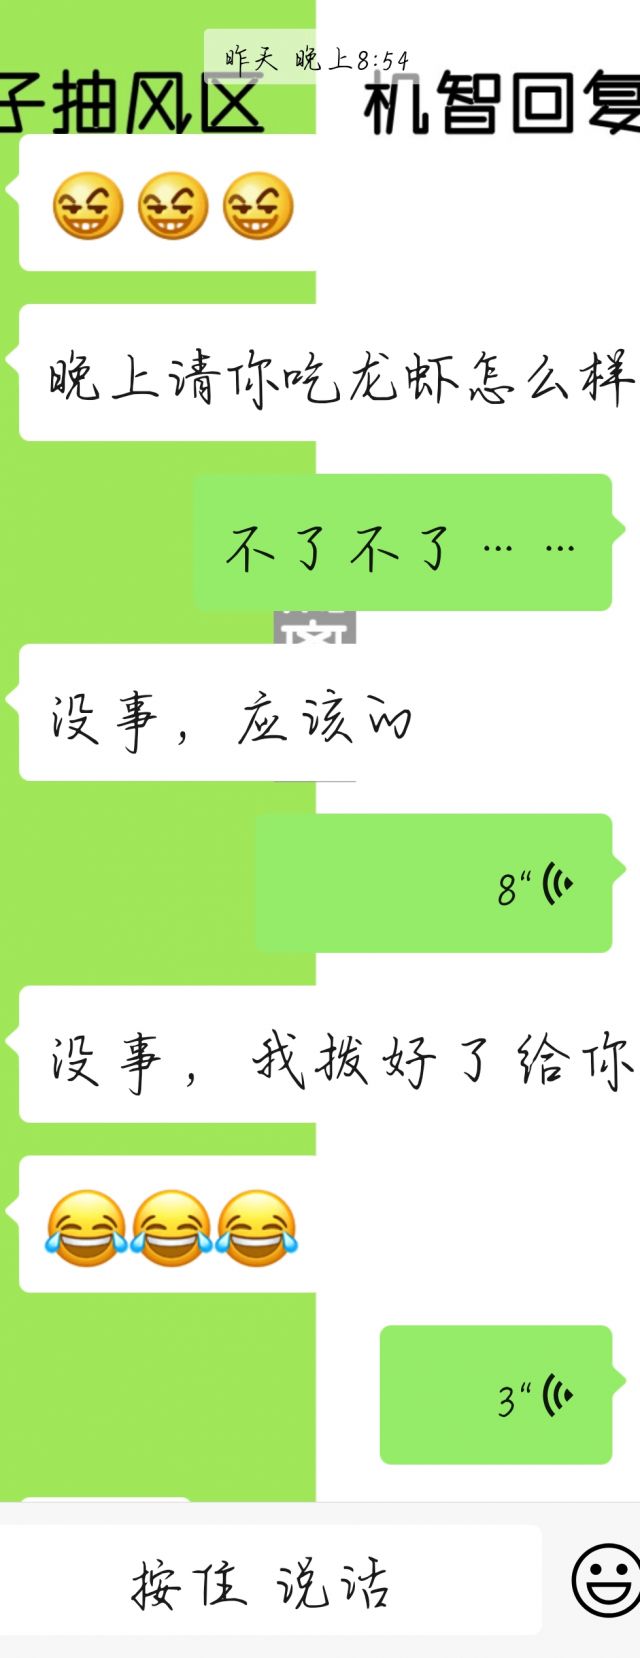 昨天 晚上8:54
子抽风区 机智回复
晚上请你吃龙虾怎么样
不了不了……
没事，应该的
8“
没事，我拨好了给你
3“
按住 说话